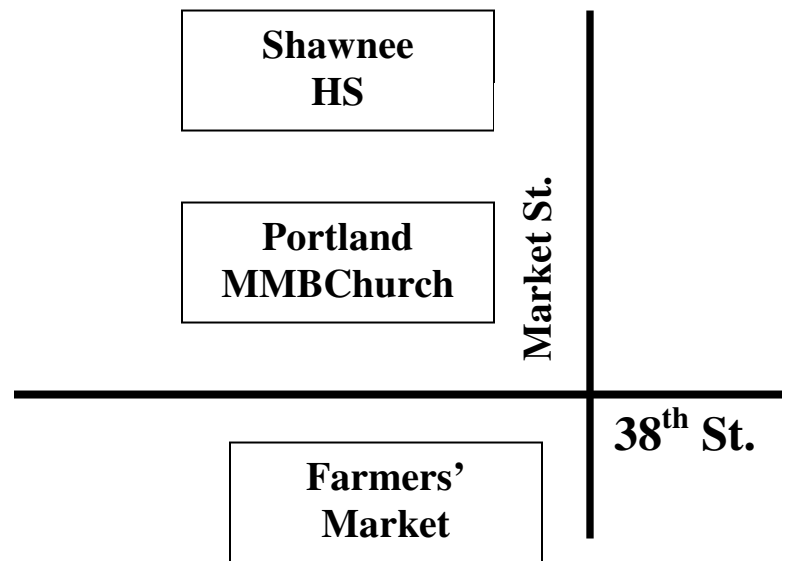 Shawnee
HS
Portland
MMBChurch
Market St.
38th St.
Farmers’
Market